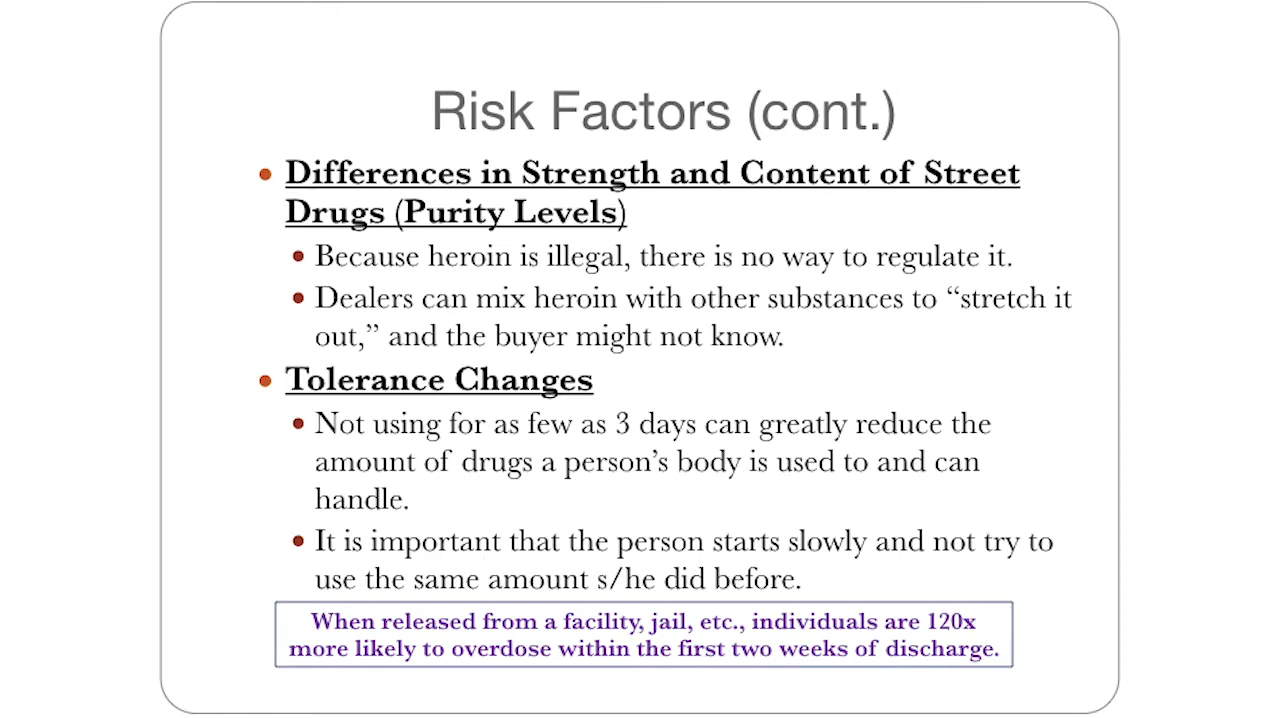 Risk Factors (cont.)
Differences in Strength and Content of Street
Drugs (Purity Levels)
Because heroin is illegal, there is no way to regulate it.
Dealers can mix heroin with other substances to “stretch it
out,” and the buyer might not know.
Tolerance Changes
Not using for as few as 3 days can greatly reduce the
amount of drugs a person’s body is used to and can
handle.
It is important that the person starts slowly and not try to
use the same amount s/he did before.
When released from a facility, jail, etc., individuals are 120x
more likely to overdose within the first two weeks of discharge.